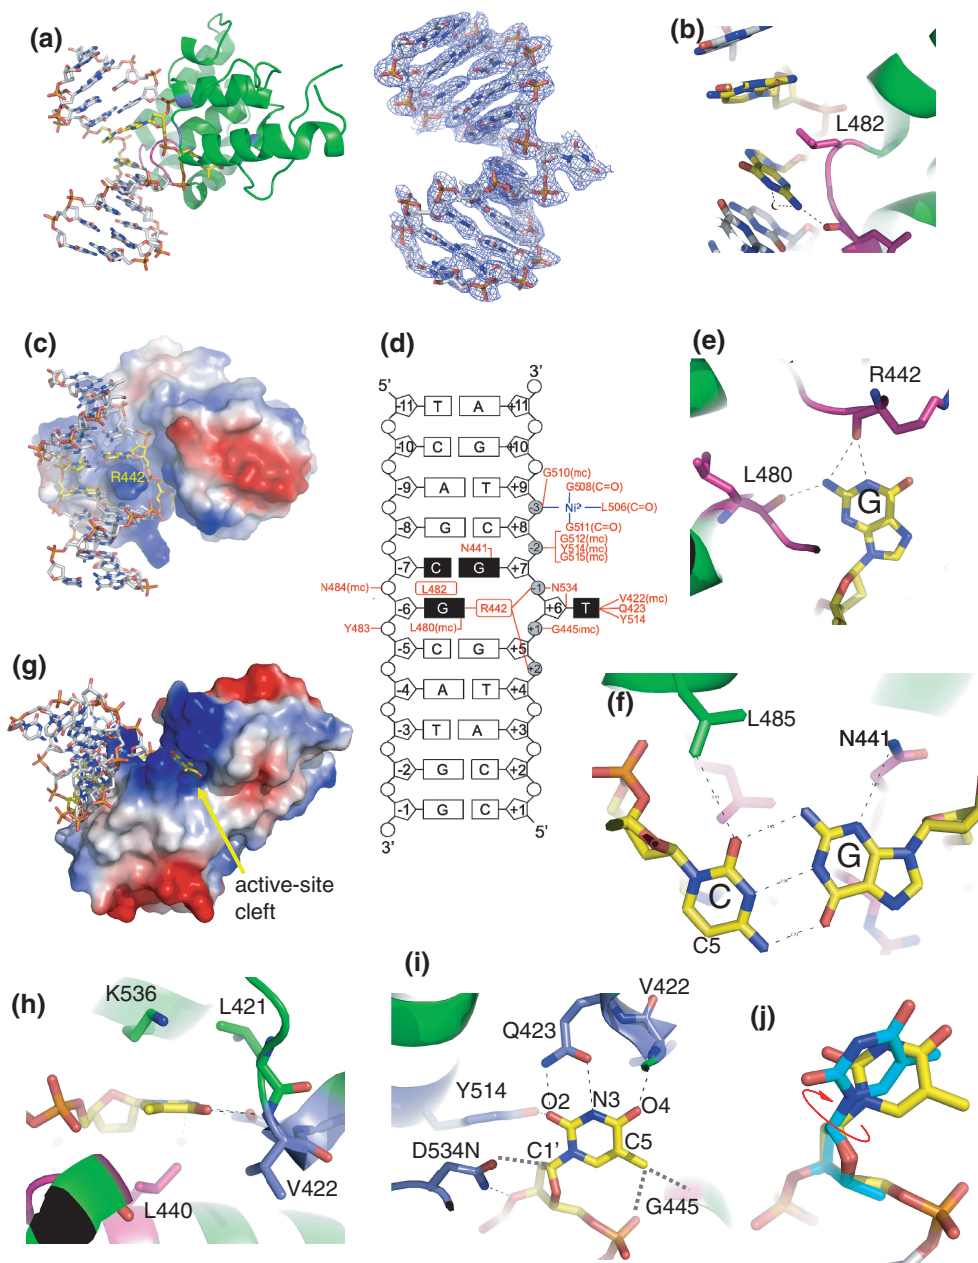 (a)
(b)
L482
(c)
R442
(d)
5'
3'
-11 T A +11
-10 C G +10
G510(mc)
G508(C=O)
-9 A T +9
-3 Ni²⁺ L506(C=O)
-8 G C +8
G511(C=O)
-2 G512(mc)
Y514(mc)
G515(mc)
N441
-7 C G +7
N484(mc) L482 -1 N534
-6 G R442 +6 T
V422(mc)
Q423
Y514
Y483 L480(mc) +1 G445(mc)
-5 C G +5
+2
-4 A T +4
-3 T A +3
-2 G C +2
-1 G C +1
3'
5'
(e)
R442
L480
G
(g)
active-site
cleft
(f)
L485
N441
C
G
C5
(h)
K536
L421
L440
V422
(i)
V422
Q423
Y514
O2
N3
O4
D534N
C1'
C5
G445
(j)